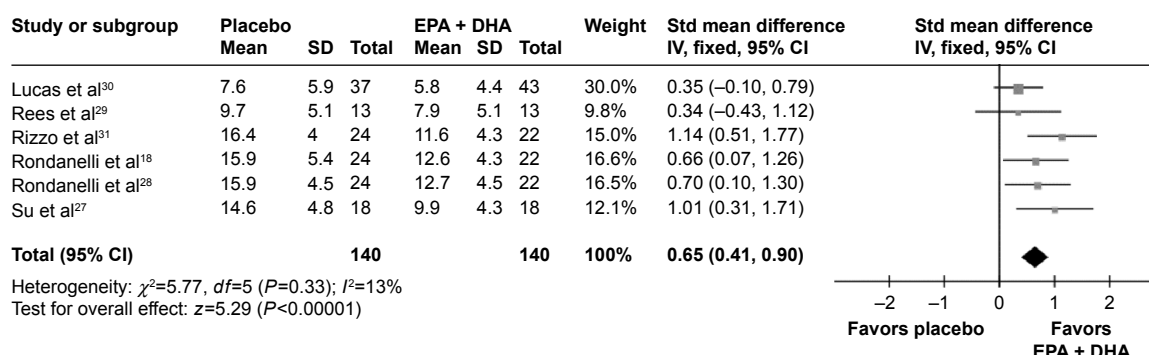 Study or subgroup Placebo EPA + DHA Weight Std mean difference Std mean difference
Mean SD Total Mean SD Total IV, fixed, 95% CI IV, fixed, 95% CI
Lucas et al³⁰ 7.6 5.9 37 5.8 4.4 43 30.0% 0.35 (–0.10, 0.79)
Rees et al²⁹ 9.7 5.1 13 7.9 5.1 13 9.8% 0.34 (–0.43, 1.12)
Rizzo et al³¹ 16.4 4 24 11.6 4.3 22 15.0% 1.14 (0.51, 1.77)
Rondanelli et al¹⁸ 15.9 5.4 24 12.6 4.3 22 16.6% 0.66 (0.07, 1.26)
Rondanelli et al²⁸ 15.9 4.5 24 12.7 4.5 22 16.5% 0.70 (0.10, 1.30)
Su et al²⁷ 14.6 4.8 18 9.9 4.3 18 12.1% 1.01 (0.31, 1.71)
Total (95% CI) 140 140 100% 0.65 (0.41, 0.90)
Heterogeneity: χ²=5.77, df=5 (P=0.33); I²=13%
Test for overall effect: z=5.29 (P<0.00001)
–2 –1 0 1 2
Favors placebo Favors
EPA + DHA